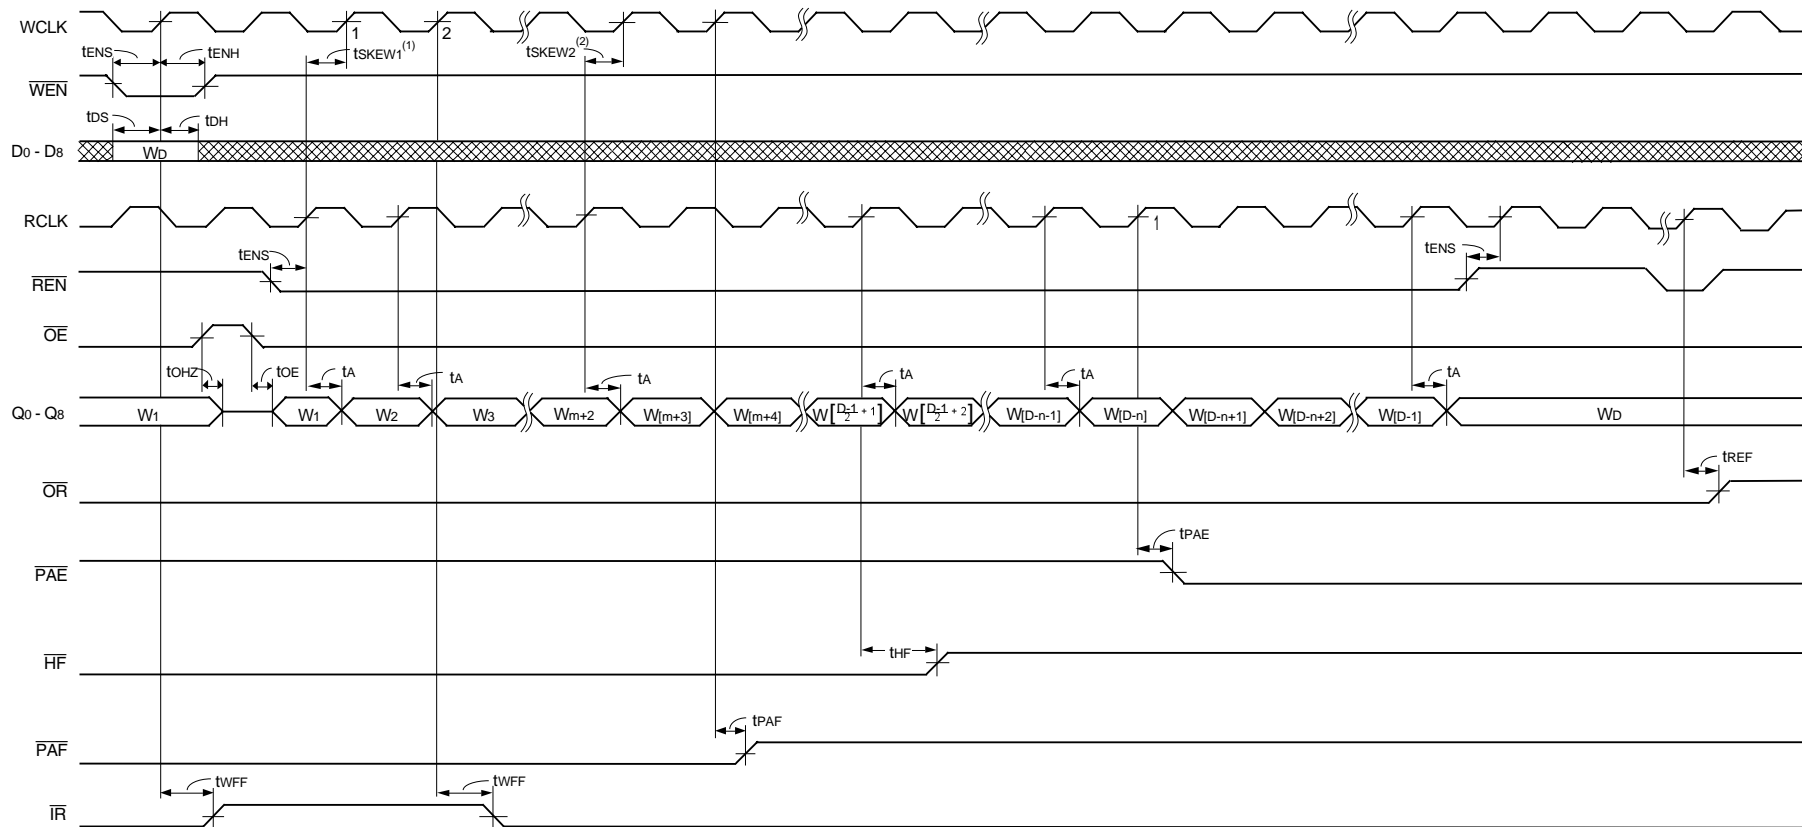 WCLK
1
2
tENS
tENH
tSKEW1(1)
tSKEW2(2)
WEN
tDS
tDH
D0 - D8
WD
RCLK
1
tENS
tENS
REN
OE
tOHZ
tOE
tA
tA
tA
tA
tA
tA
Q0 - Q8
W1
W1
W2
W3
Wm+2
W[m+3]
W[m+4]
W[D-1/2 + 1]
W[D-1/2 + 2]
W[D-n-1]
W[D-n]
W[D-n+1]
W[D-n+2]
W[D-1]
WD
tREF
OR
tPAE
PAE
tHF
HF
tPAF
PAF
tWFF
tWFF
IR